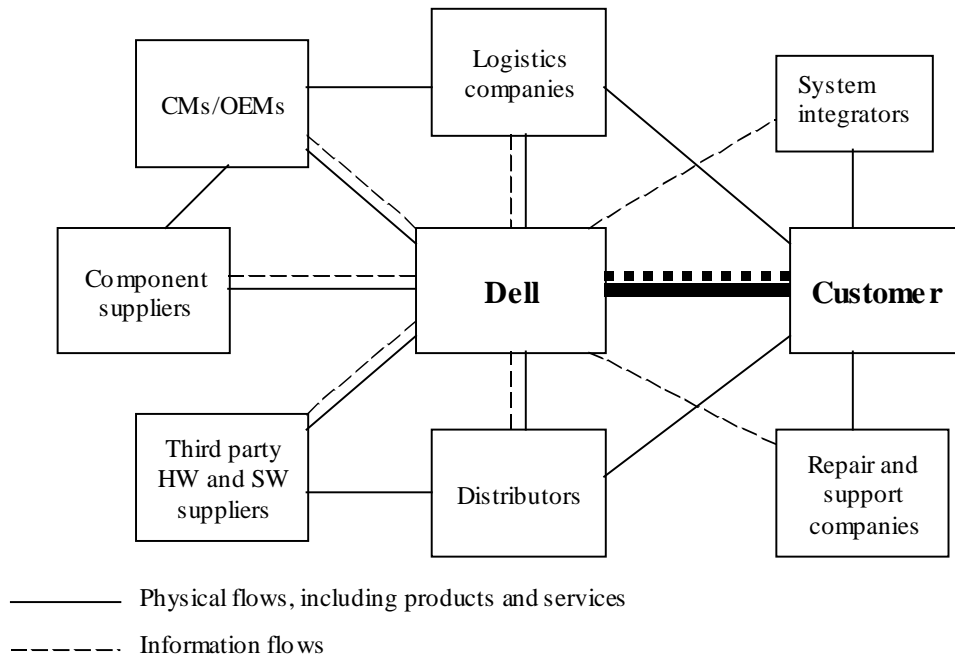 Logistics
companies
CMs/OEMs
System
integrators
Component
suppliers
Dell
Customer
Third party
HW and SW
suppliers
Distributors
Repair and
support
companies
Physical flows, including products and services
Information flows